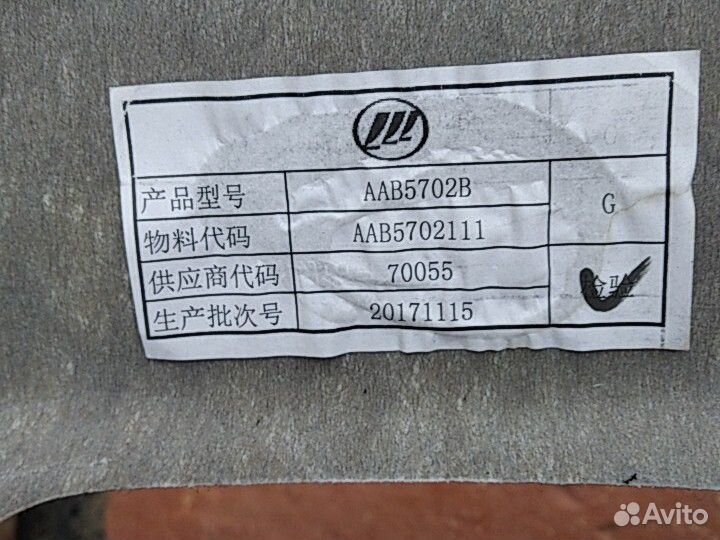 产品型号 AAB5702B
物料代码 AAB5702111
G
供应商代码 70055
生产批次号 20171115
检验
Avito